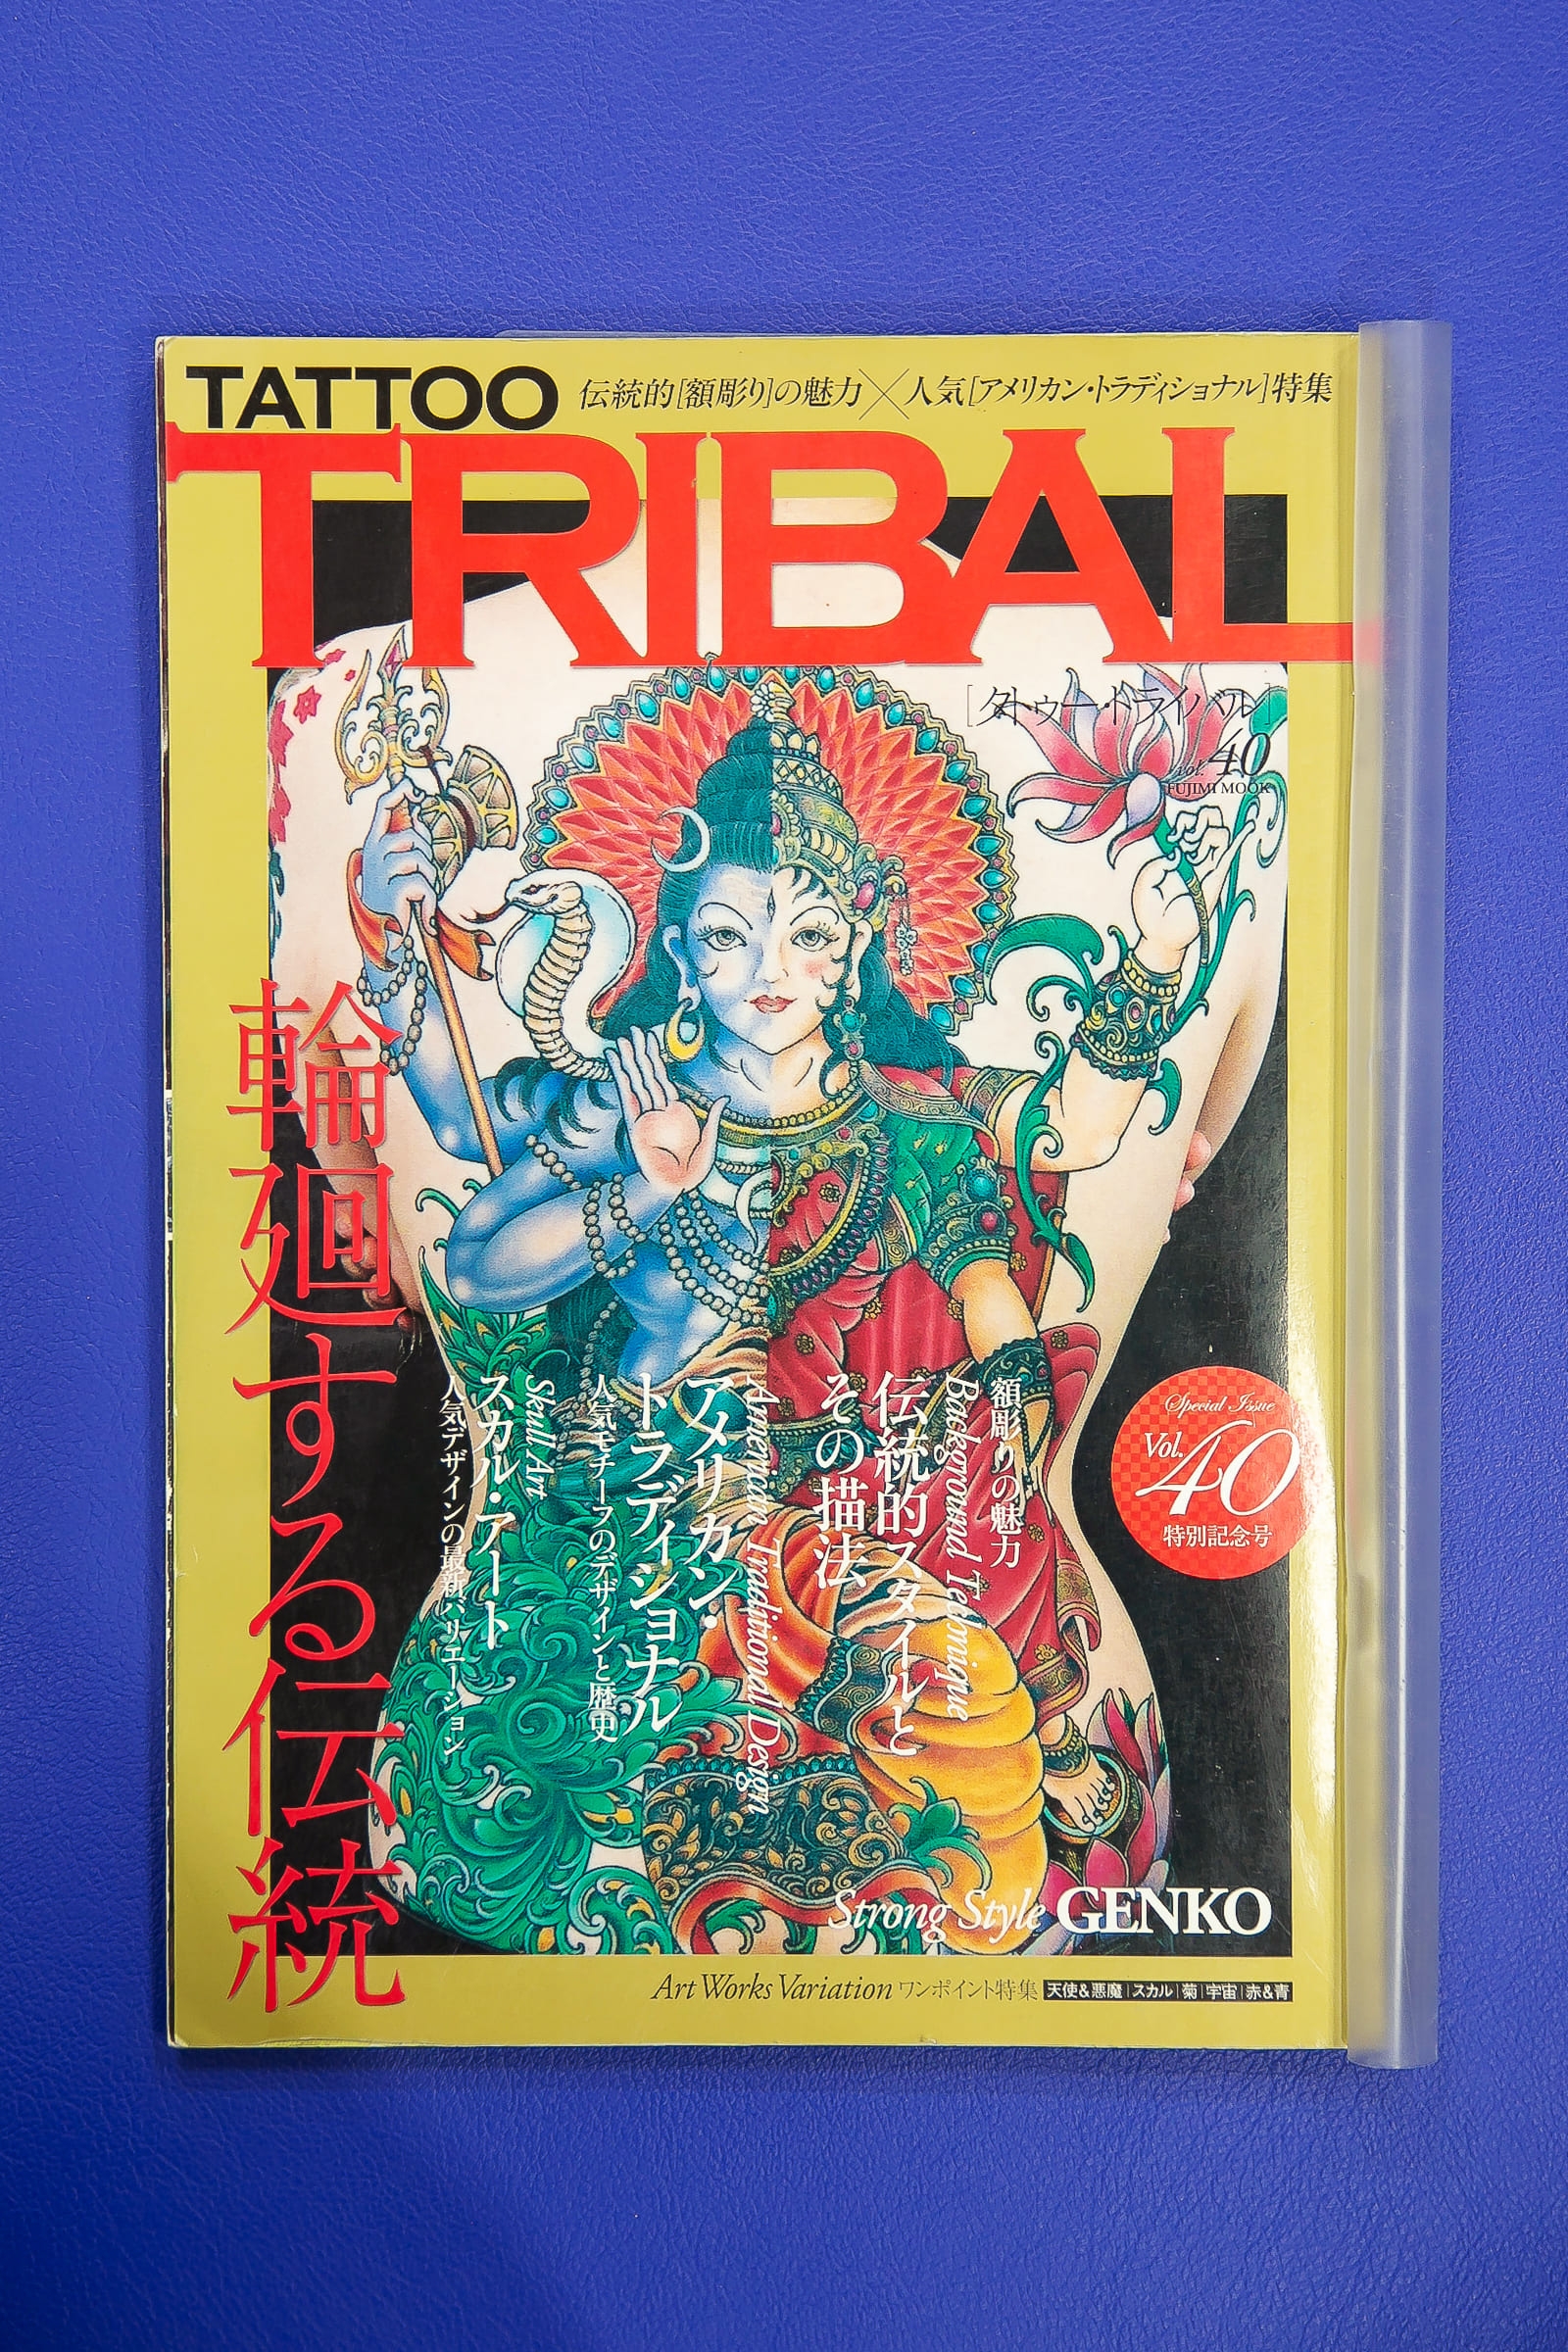 TATTOO
伝統的[額彫り]の魅力×人気[アメリカン・トラディショナル]特集
TRIBAL
[タトゥー・トライバル]
vol. 40
FUJIMI MOOK
輪廻する伝統
額彫りの魅力
Background Technique
伝統的スタイルと
その描法
American Traditional Design
アメリカン・
トラディショナル
人気モチーフのデザインと歴史
Skull Art
スカル・アート
人気デザインの最新バリエーション
Special Issue
Vol. 40
特別記念号
Strong Style GENKO
Art Works Variation ワンポイント特集 天使&悪魔|スカル|菊|宇宙|赤&青